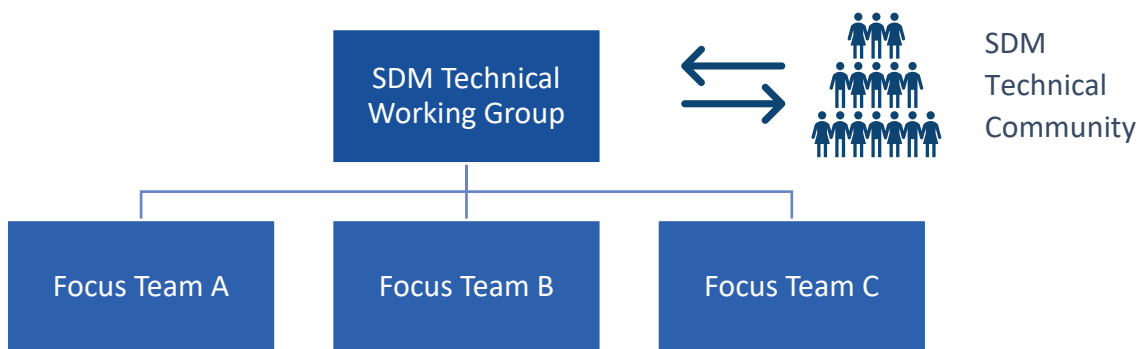 SDM Technical
Working Group
SDM
Technical
Community
Focus Team A
Focus Team B
Focus Team C